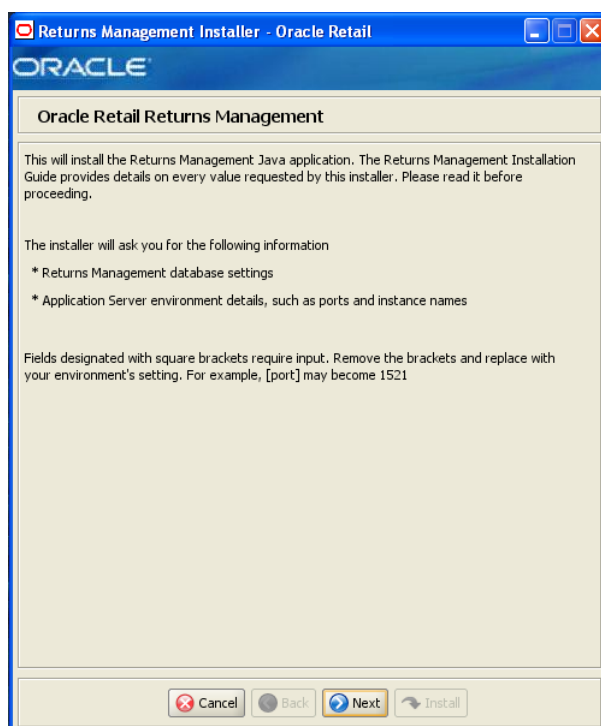 Returns Management Installer - Oracle Retail
ORACLE
Oracle Retail Returns Management
This will install the Returns Management Java application. The Returns Management Installation
Guide provides details on every value requested by this installer. Please read it before
proceeding.
The installer will ask you for the following information
* Returns Management database settings
* Application Server environment details, such as ports and instance names
Fields designated with square brackets require input. Remove the brackets and replace with
your environment's setting. For example, [port] may become 1521
Cancel Back Next Install